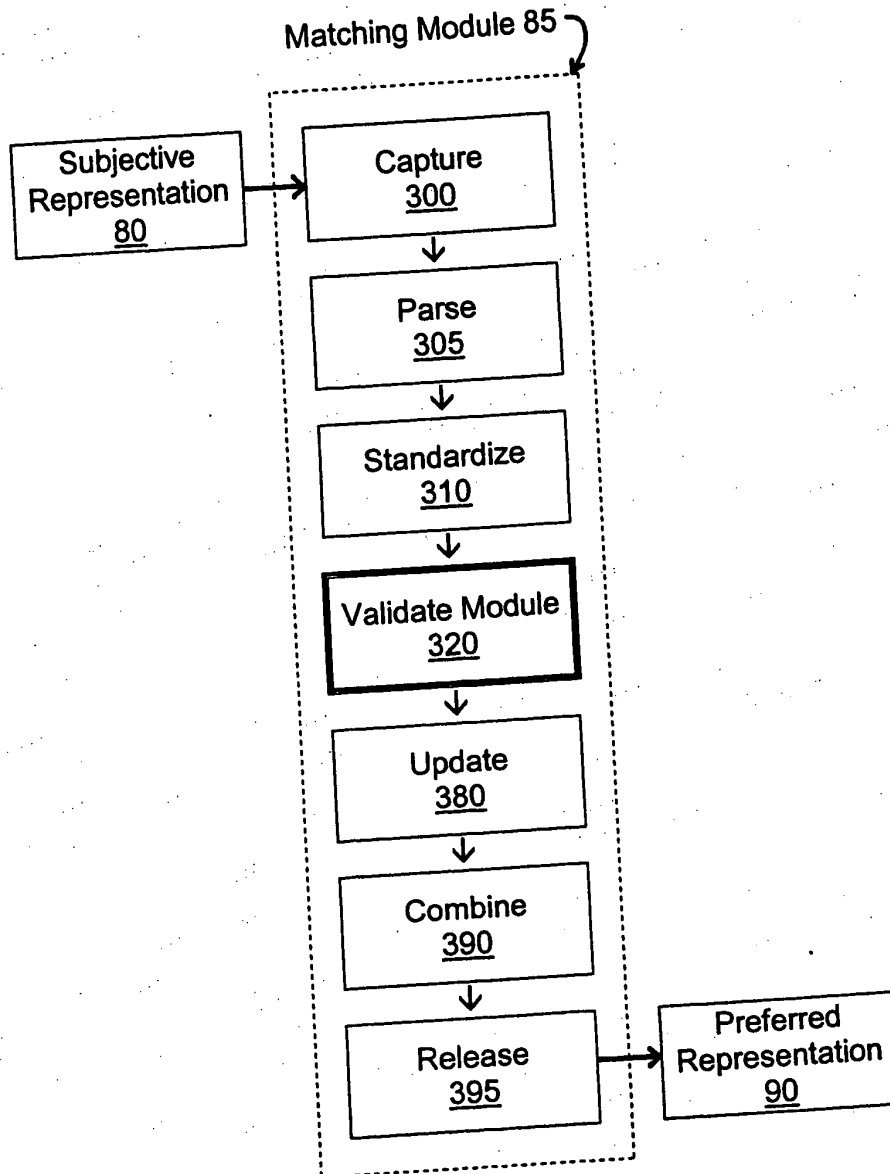 Matching Module 85
Subjective
Representation
80
Capture
300
Parse
305
Standardize
310
Validate Module
320
Update
380
Combine
390
Release
395
Preferred
Representation
90